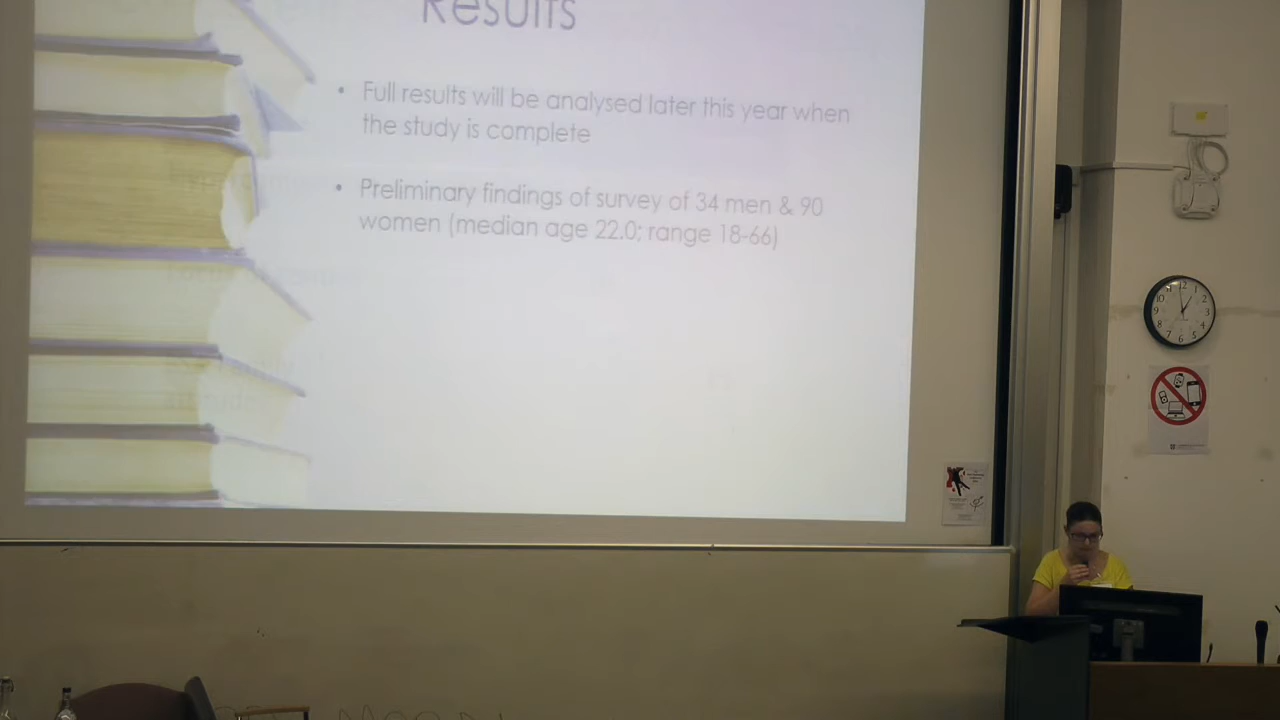 Results
• Full results will be analysed later this year when
the study is complete
• Preliminary findings of survey of 34 men & 90
women (median age 22.0; range 18-66)